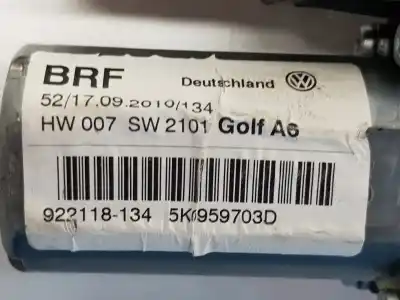 BRF Deutschland
52/17.09.2010/134
HW 007 SW 2101 Golf A6
922118-134 5K0959703D